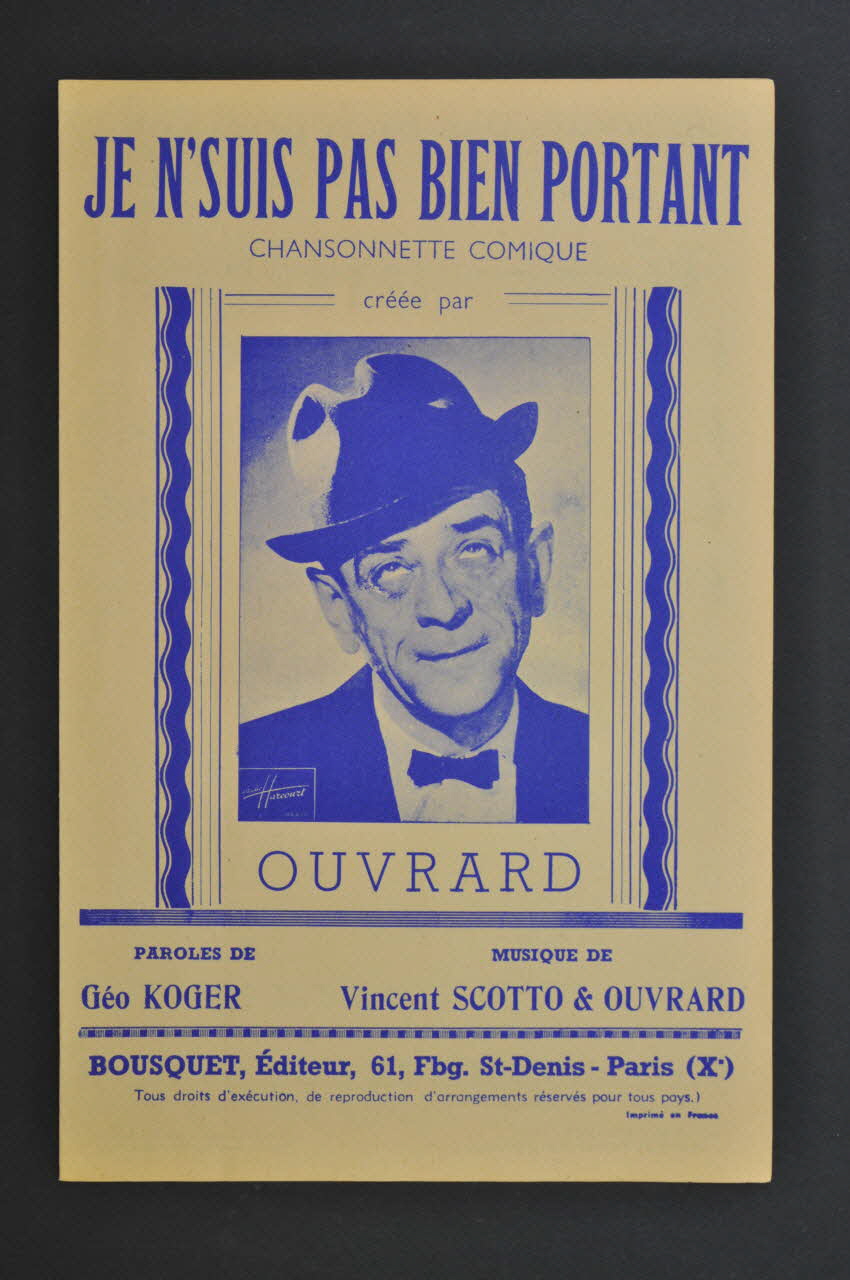 JE N'SUIS PAS BIEN PORTANT
CHANSONNETTE COMIQUE
créée par
Harcourt
OUVRARD
PAROLES DE
MUSIQUE DE
Géo KOGER
Vincent SCOTTO & OUVRARD
BOUSQUET, Éditeur, 61, Fbg. St-Denis - Paris (Xe)
Tous droits d'exécution, de reproduction d'arrangements réservés pour tous pays.)
Imprimé en France